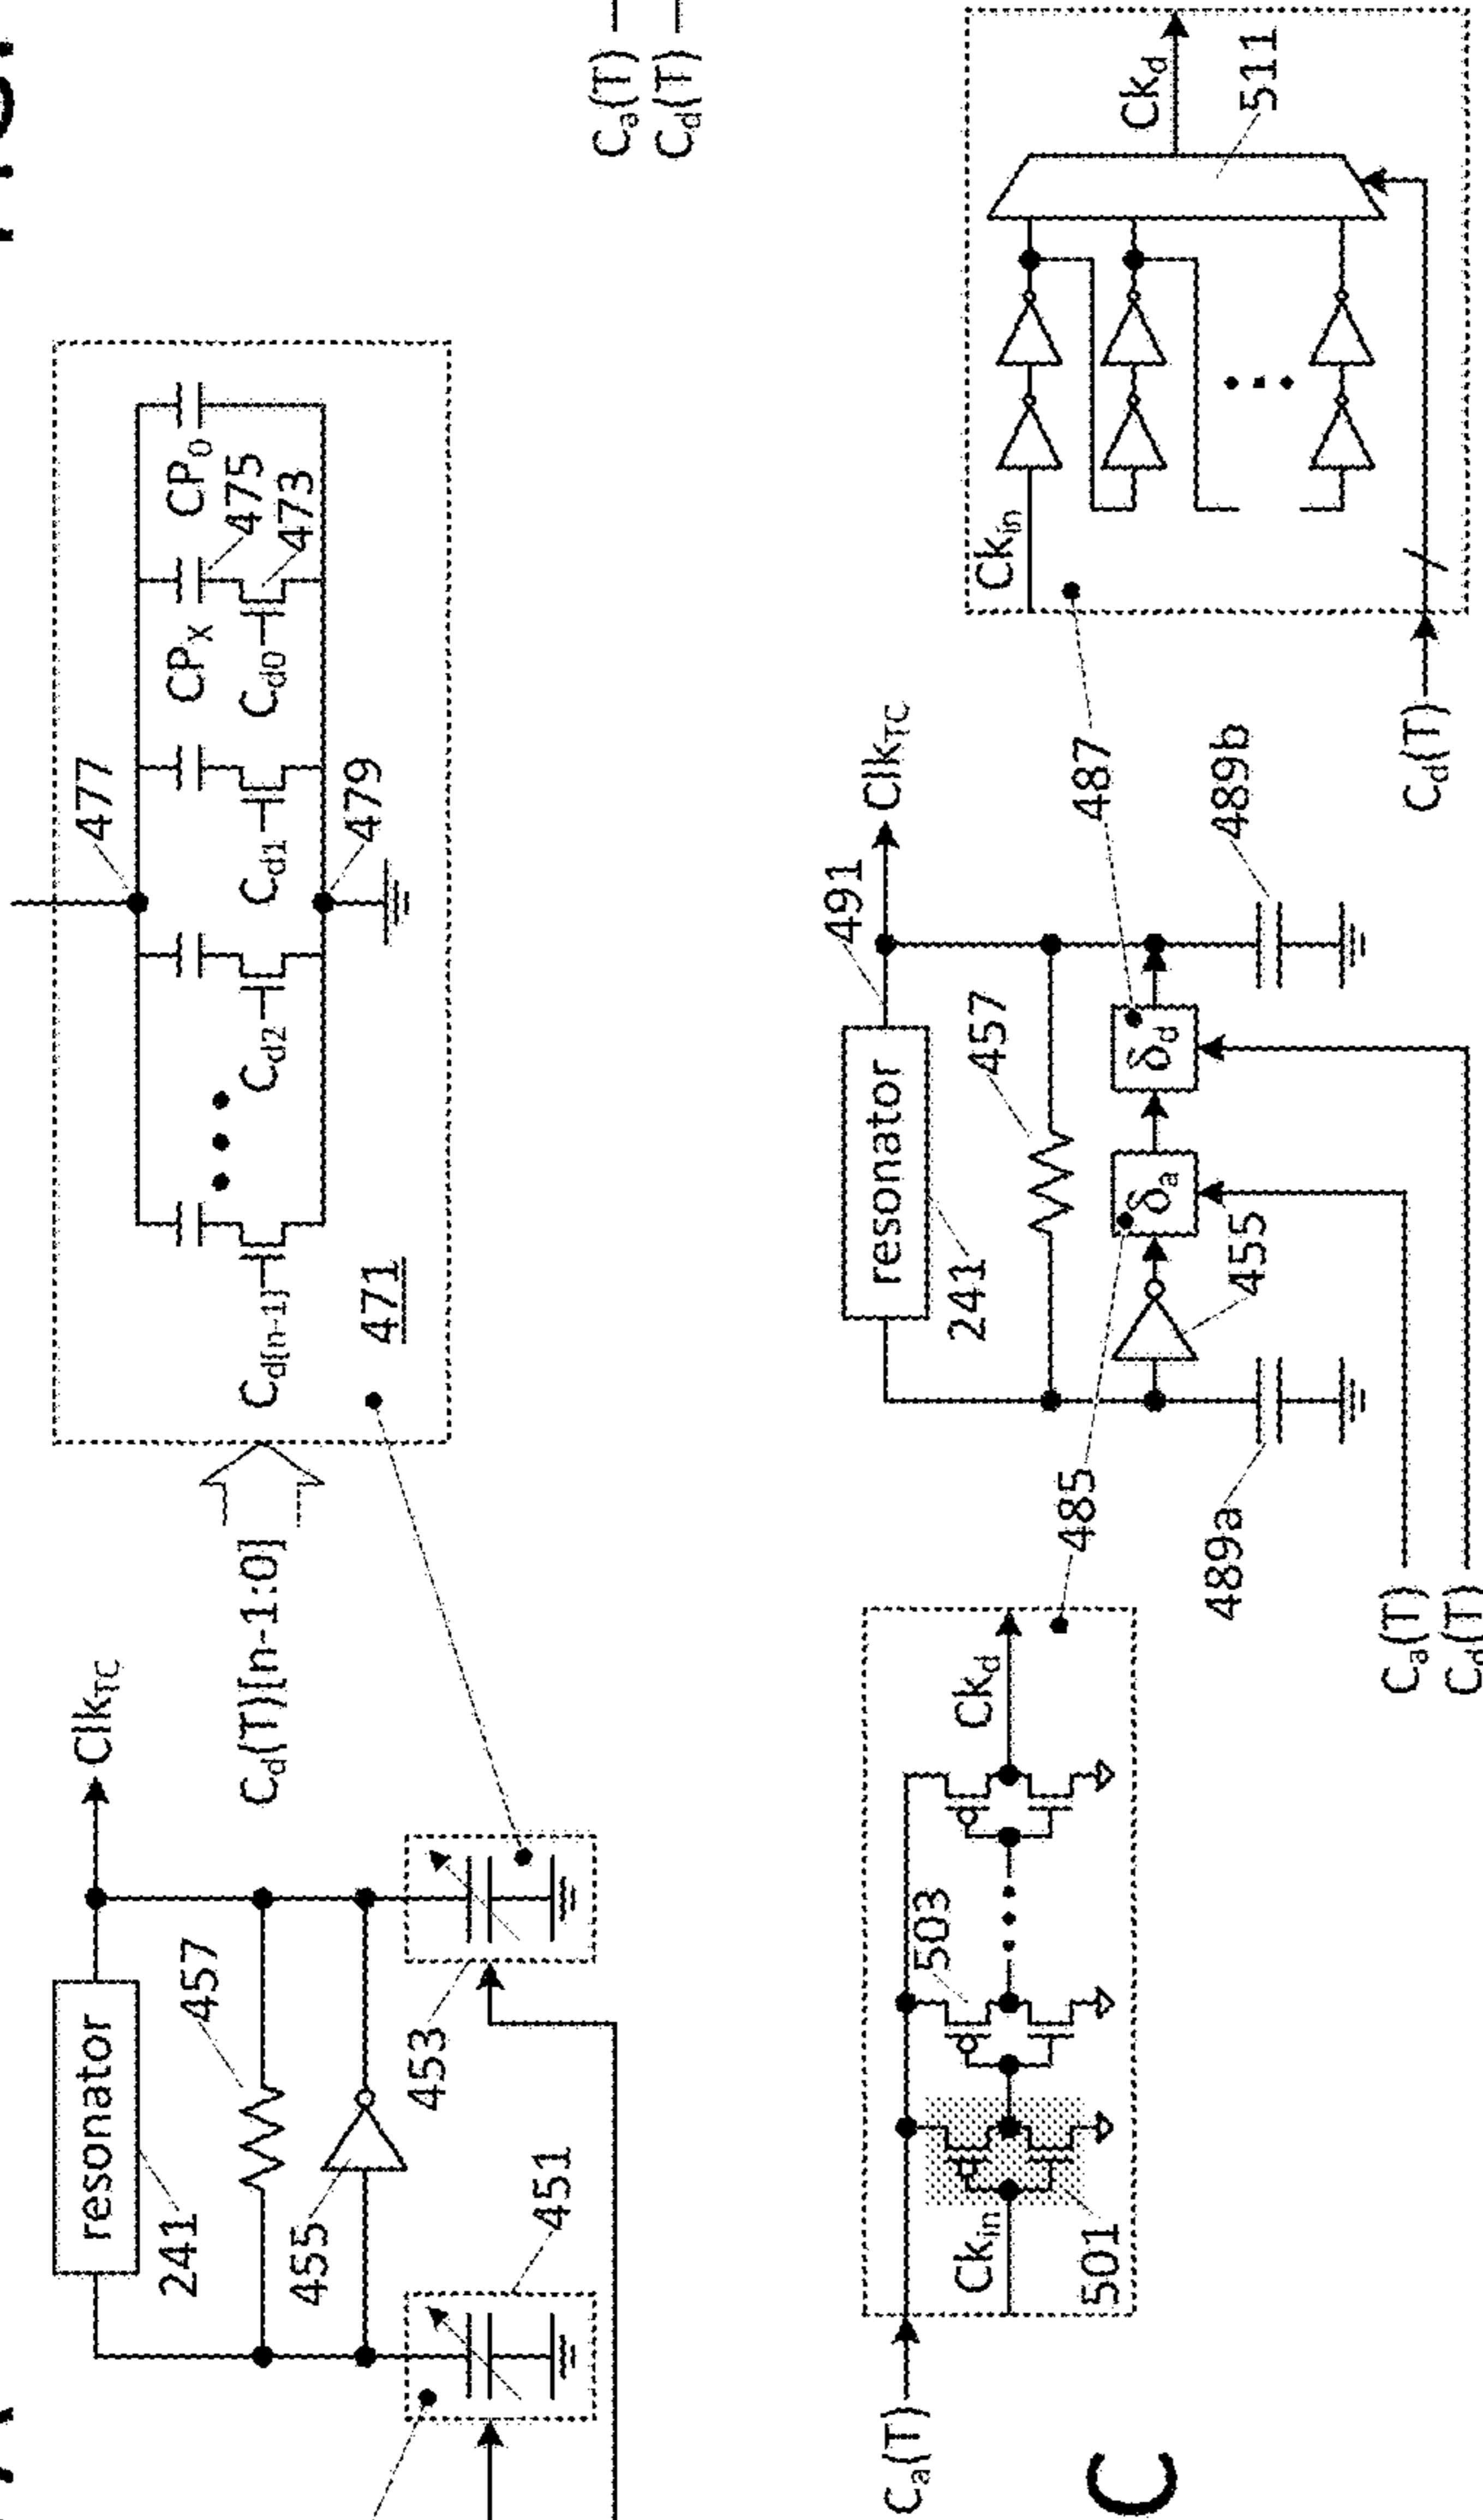 resonator
Clk_TC
241
457
455
453
451
C_d(T)[n-1:0]
471
477
479
475
473
CP_X
CP_0
C_d[n-1]
C_d2
C_d1
C_d0
C_a(T)
C_d(T)
C
C_a(T)
Ck_in
Ck_d
501
503
485
resonator
491
Clk_TC
241
457
δ_a
δ_d
455
489a
489b
487
C_a(T)
C_d(T)
Ck_in
Ck_d
511
C_d(T)